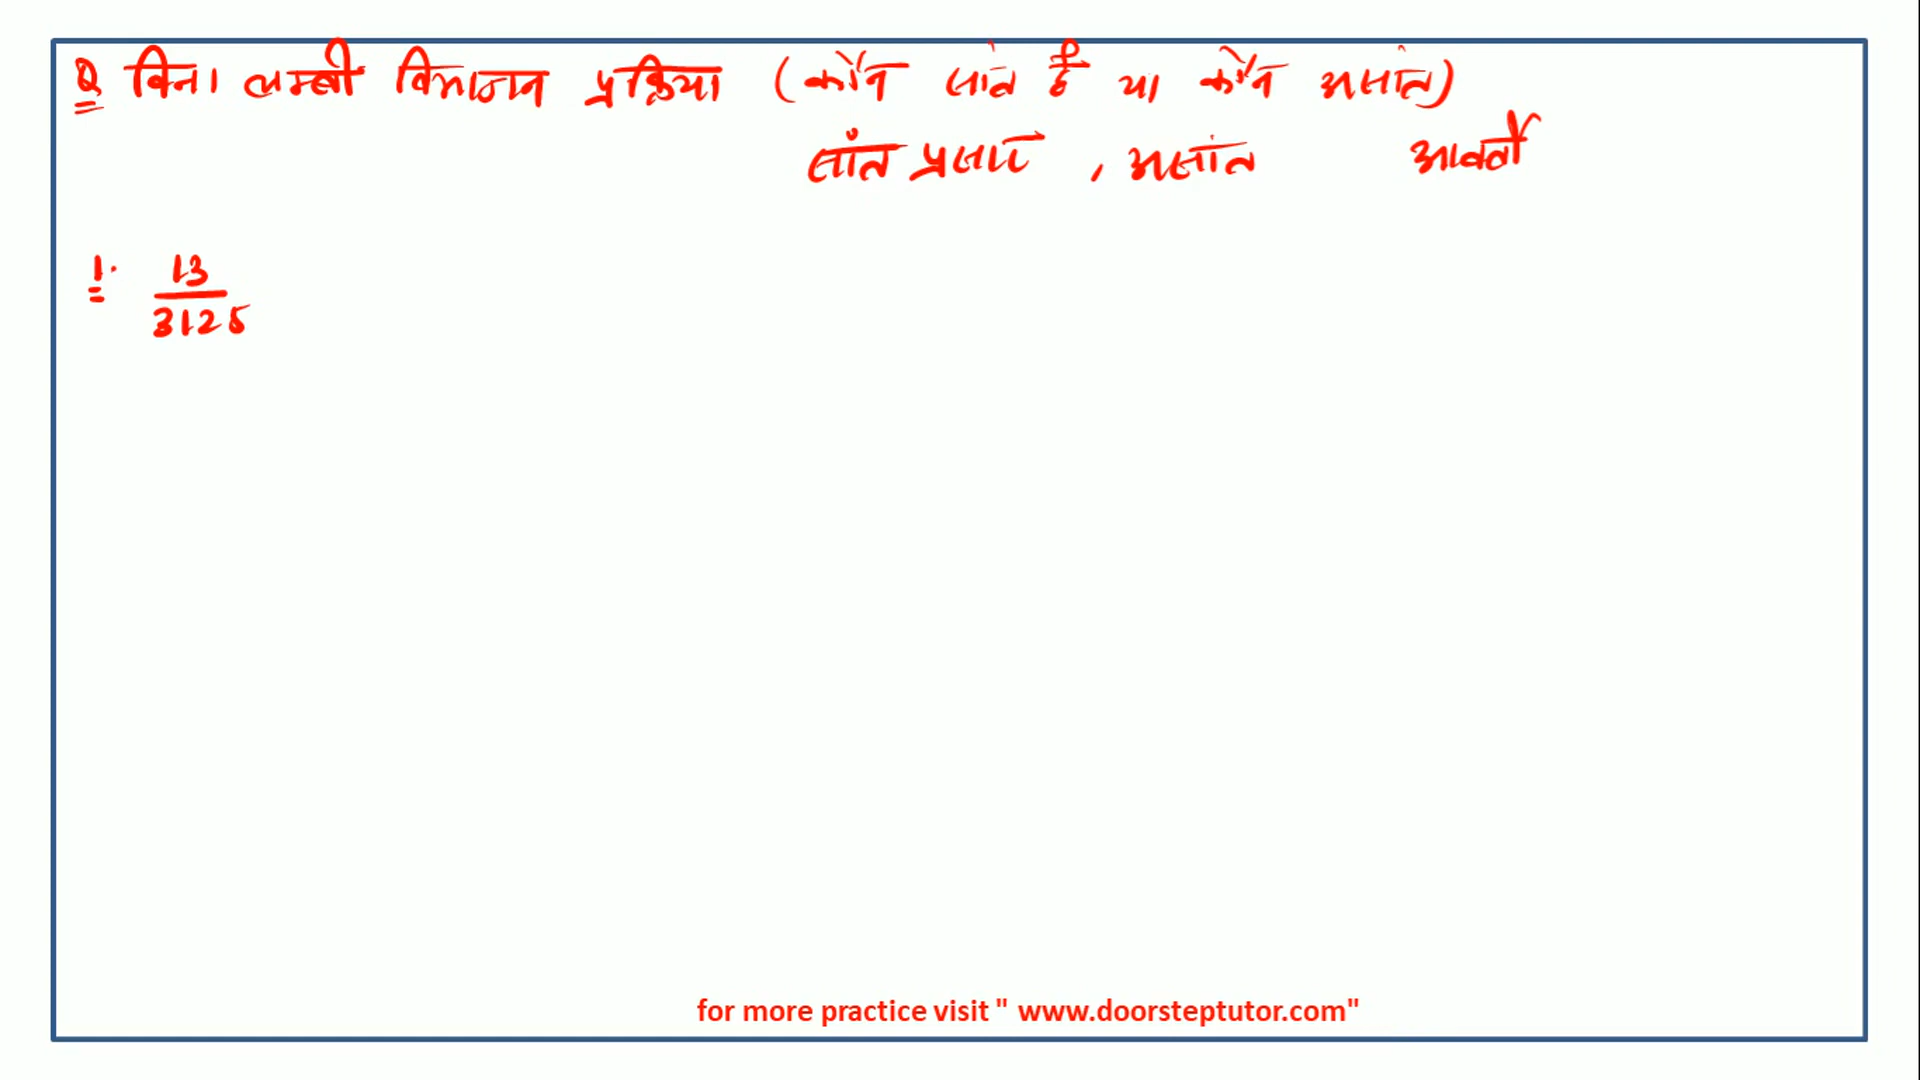 Q बिना लम्बी विभाजन प्रक्रिया (कौन सांत है या कौन असांत)
सांत प्रसार , असांत आवर्ती
1. 13
3125
for more practice visit " www.doorsteptutor.com"